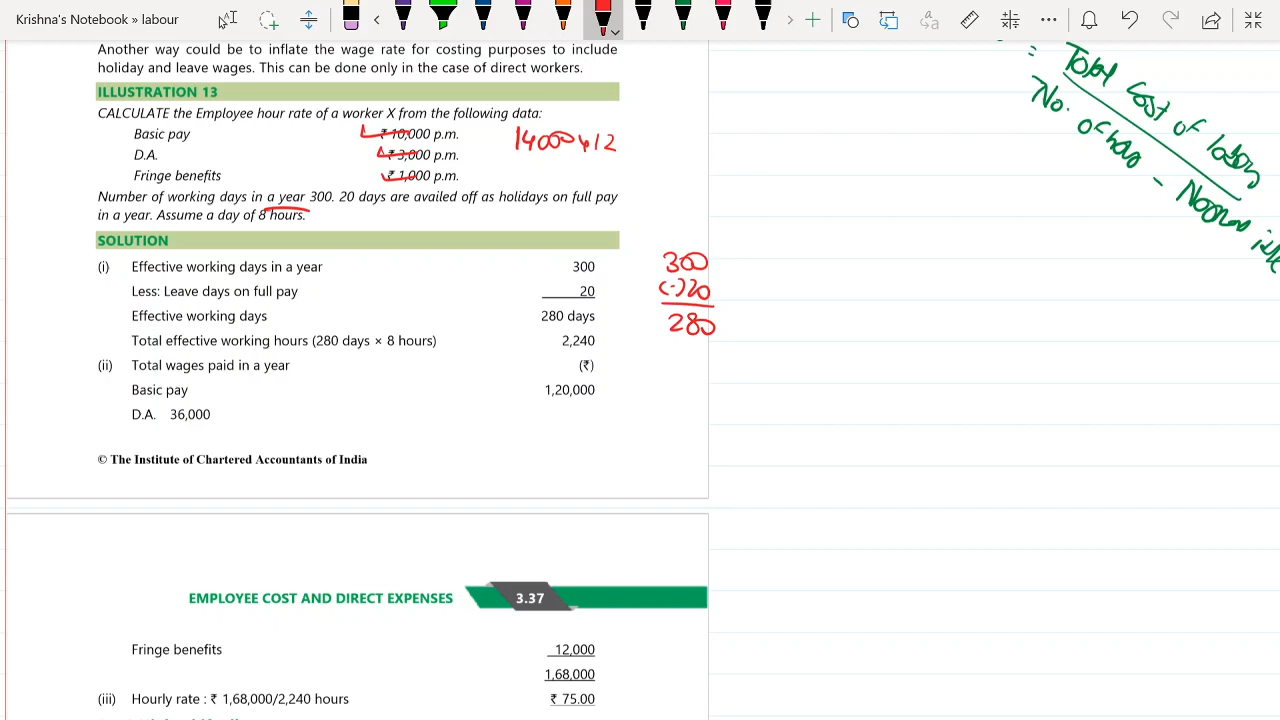 Krishna's Notebook » labour
Another way could be to inflate the wage rate for costing purposes to include
holiday and leave wages. This can be done only in the case of direct workers.
ILLUSTRATION 13
CALCULATE the Employee hour rate of a worker X from the following data:
Basic pay ₹ 10,000 p.m. 14000 x 12
D.A. ₹ 3,000 p.m.
Fringe benefits ₹ 1,000 p.m.
Number of working days in a year 300. 20 days are availed off as holidays on full pay
in a year. Assume a day of 8 hours.
SOLUTION
(i) Effective working days in a year 300
Less: Leave days on full pay 20
Effective working days 280 days
Total effective working hours (280 days × 8 hours) 2,240
(ii) Total wages paid in a year (₹)
Basic pay 1,20,000
D.A. 36,000
© The Institute of Chartered Accountants of India
EMPLOYEE COST AND DIRECT EXPENSES 3.37
Fringe benefits 12,000
1,68,000
(iii) Hourly rate : ₹ 1,68,000/2,240 hours ₹ 75.00
300
(-) 20
280
= Total Cost of labour
No. of hours - Normal idle